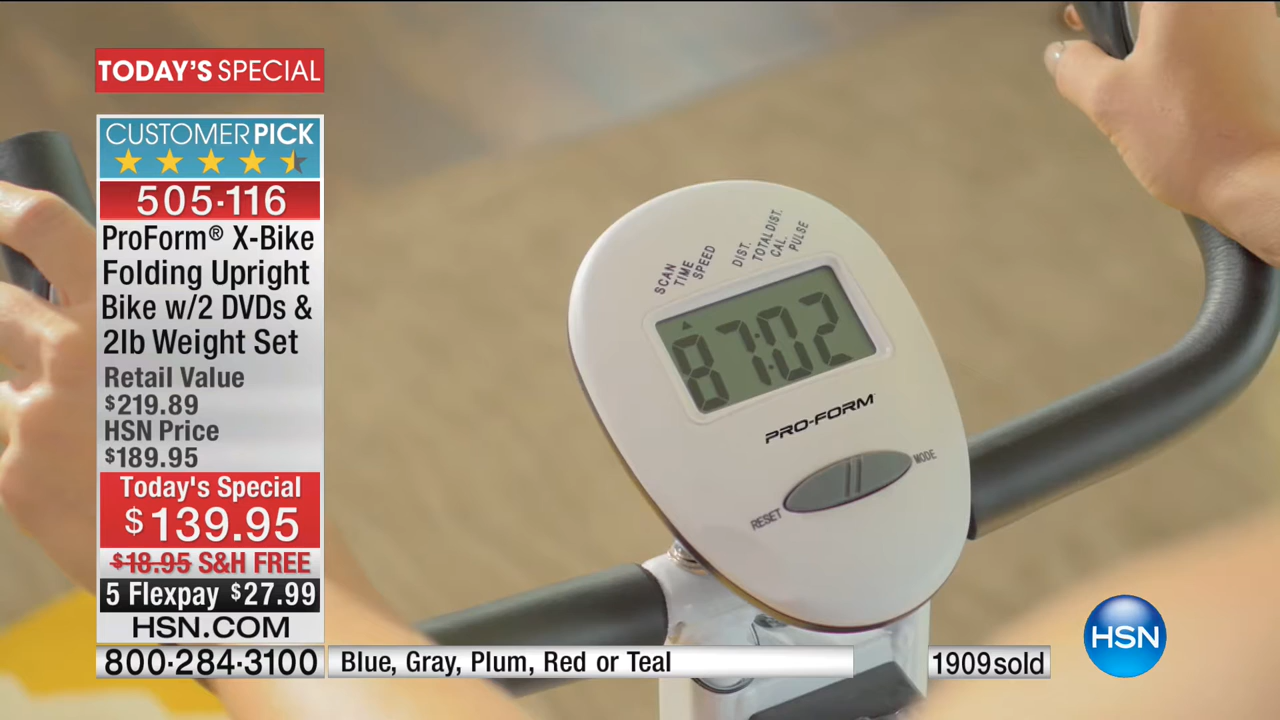 TODAY'S SPECIAL
CUSTOMER PICK
505-116
ProForm® X-Bike
Folding Upright
Bike w/2 DVDs &
2lb Weight Set
Retail Value
$219.89
HSN Price
$189.95
Today's Special
$139.95
$18.95 S&H FREE
5 Flexpay $27.99
HSN.COM
800-284-3100
Blue, Gray, Plum, Red or Teal
1909 sold
HSN
SCAN
TIME
SPEED
DIST.
TOTAL DIST.
CAL.
PULSE
87:02
PRO-FORM
RESET
MODE